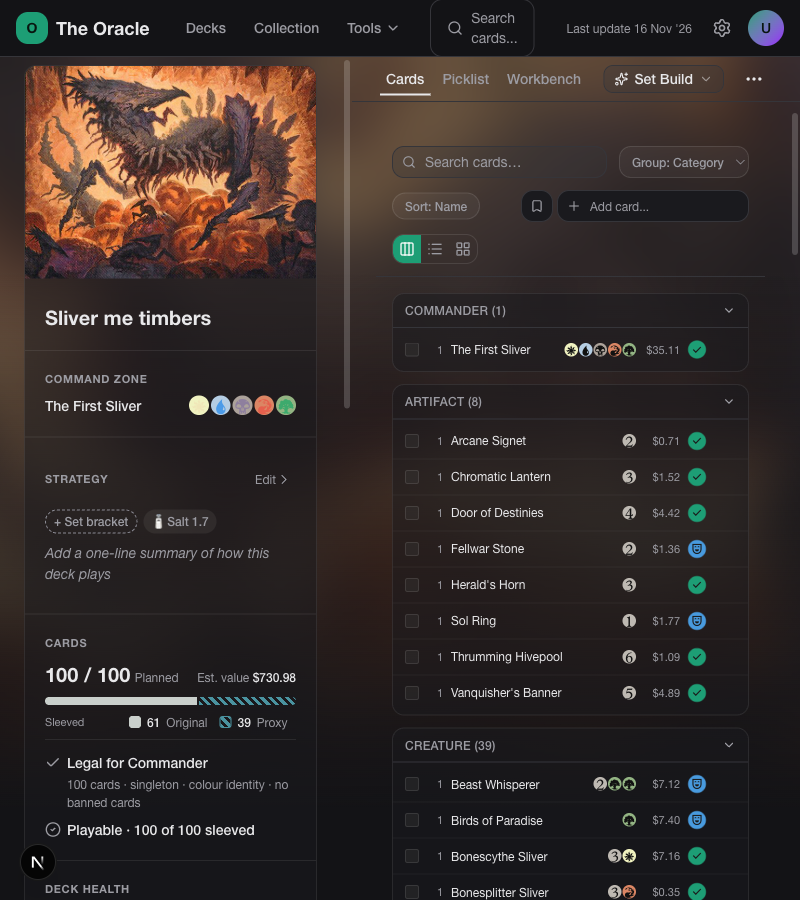 O The Oracle Decks Collection Tools Search cards... Last update 16 Nov '26 U
Cards Picklist Workbench Set Build
Search cards... Group: Category
Sort: Name Add card...
Sliver me timbers
COMMAND ZONE
The First Sliver
STRATEGY Edit
+ Set bracket Salt 1.7
Add a one-line summary of how this
deck plays
CARDS
100 / 100 Planned Est. value $730.98
Sleeved 61 Original 39 Proxy
Legal for Commander
100 cards · singleton · colour identity · no
banned cards
Playable · 100 of 100 sleeved
N
DECK HEALTH
COMMANDER (1)
1 The First Sliver $35.11
ARTIFACT (8)
1 Arcane Signet 2 $0.71
1 Chromatic Lantern 3 $1.52
1 Door of Destinies 4 $4.42
1 Fellwar Stone 2 $1.36
1 Herald's Horn 3
1 Sol Ring 1 $1.77
1 Thrumming Hivepool 6 $1.09
1 Vanquisher's Banner 5 $4.89
CREATURE (39)
1 Beast Whisperer 2 $7.12
1 Birds of Paradise $7.40
1 Bonescythe Sliver 3 $7.16
1 Bonesplitter Sliver 3 $0.35